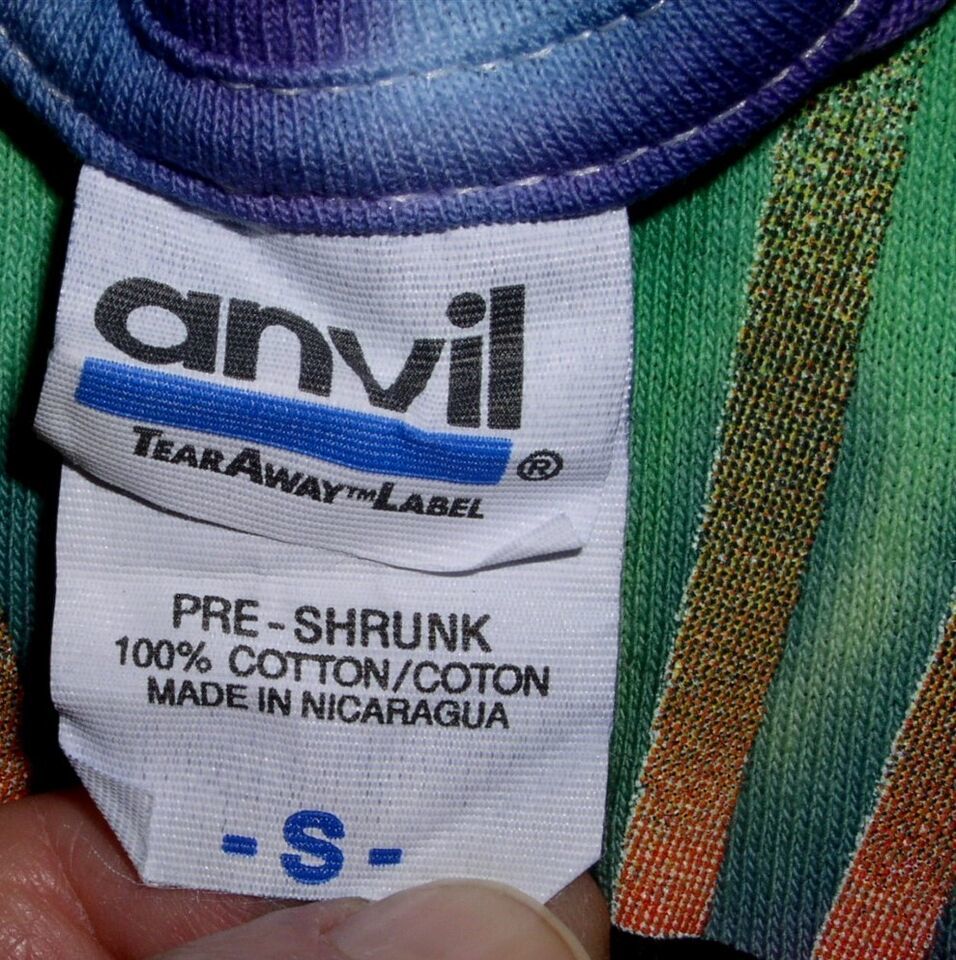 anvil®
TEARAWAY™LABEL
PRE-SHRUNK
100% COTTON/COTON
MADE IN NICARAGUA
-S-